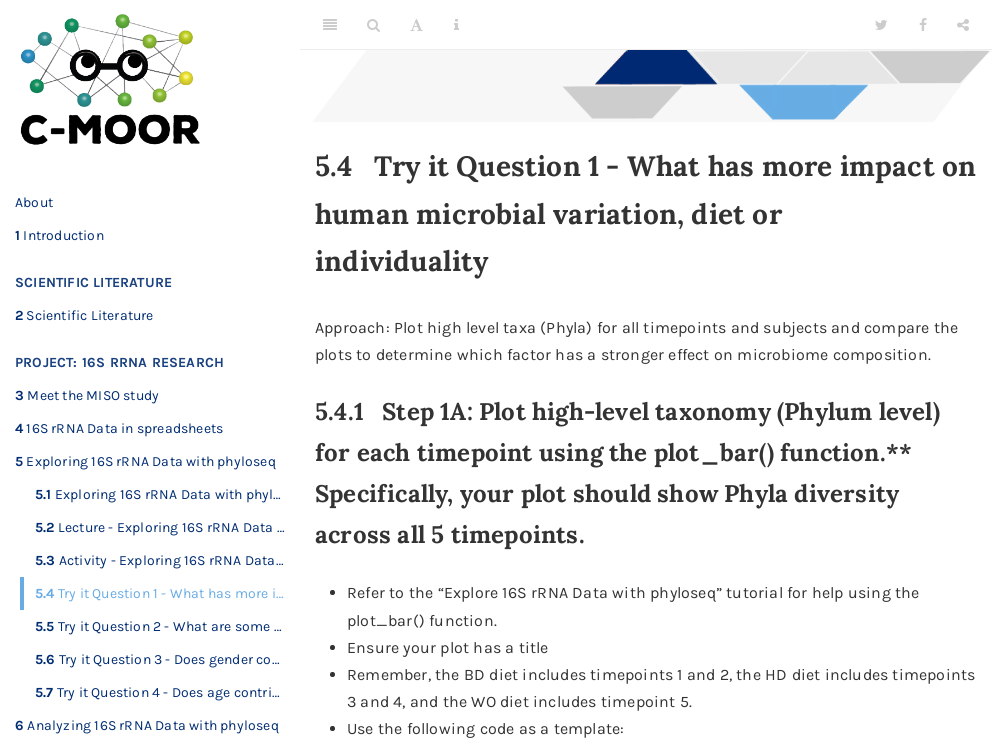 C-MOOR
About
1 Introduction
SCIENTIFIC LITERATURE
2 Scientific Literature
PROJECT: 16S RRNA RESEARCH
3 Meet the MISO study
4 16S rRNA Data in spreadsheets
5 Exploring 16S rRNA Data with phyloseq
5.1 Exploring 16S rRNA Data with phyl…
5.2 Lecture - Exploring 16S rRNA Data …
5.3 Activity - Exploring 16S rRNA Data…
5.4 Try it Question 1 - What has more i…
5.5 Try it Question 2 - What are some …
5.6 Try it Question 3 - Does gender co…
5.7 Try it Question 4 - Does age contri…
6 Analyzing 16S rRNA Data with phyloseq
5.4 Try it Question 1 - What has more impact on
human microbial variation, diet or
individuality
Approach: Plot high level taxa (Phyla) for all timepoints and subjects and compare the
plots to determine which factor has a stronger effect on microbiome composition.
5.4.1 Step 1A: Plot high-level taxonomy (Phylum level)
for each timepoint using the plot_bar() function.**
Specifically, your plot should show Phyla diversity
across all 5 timepoints.
• Refer to the “Explore 16S rRNA Data with phyloseq” tutorial for help using the
plot_bar() function.
• Ensure your plot has a title
• Remember, the BD diet includes timepoints 1 and 2, the HD diet includes timepoints
3 and 4, and the WO diet includes timepoint 5.
• Use the following code as a template: